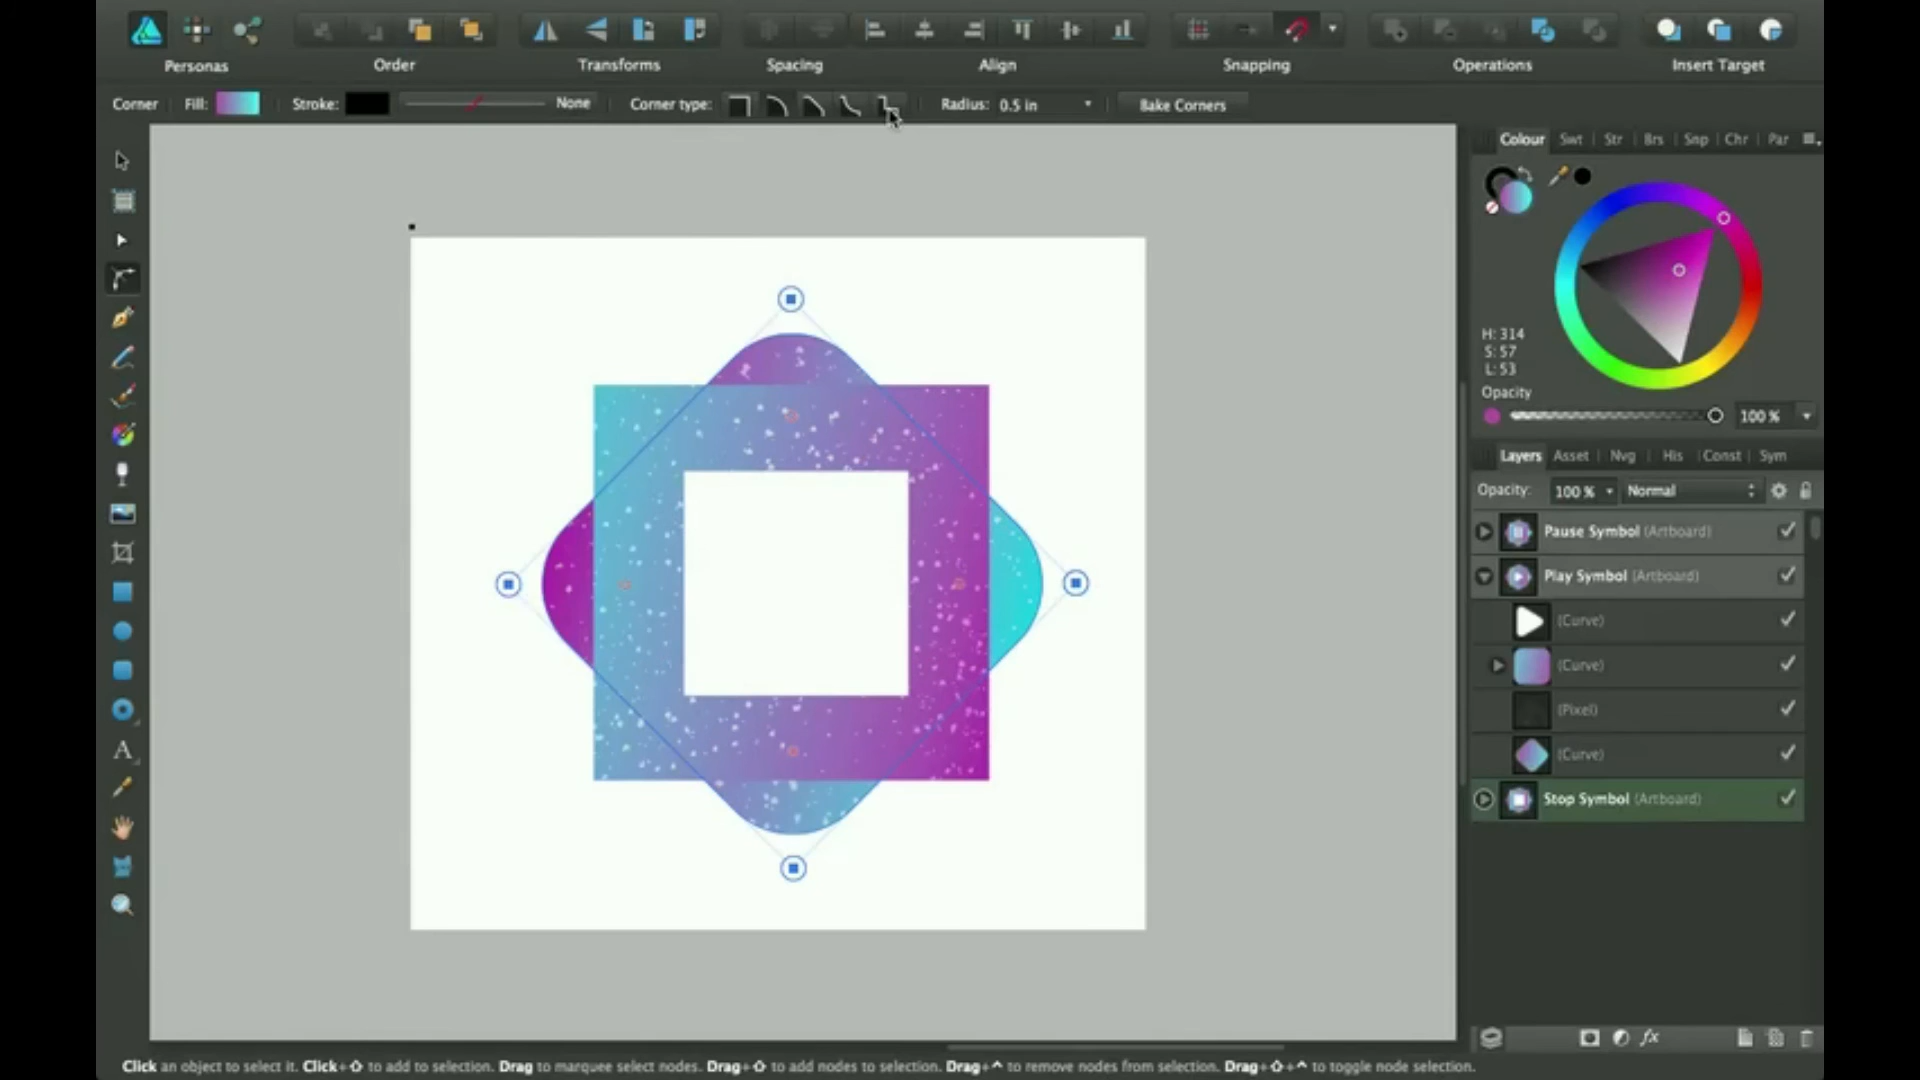 Personas
Order
Transforms
Spacing
Align
Snapping
Operations
Insert Target
Corner
Fill:
Stroke:
None
Corner type:
Radius: 0.5 in
Bake Corners
Colour Swt Str Brs Snp Chr Par
H: 314
S: 57
L: 53
Opacity
100 %
Layers Asset Nvg His Const Sym
Opacity: 100 % Normal
Pause Symbol (Artboard)
Play Symbol (Artboard)
(Curve)
(Curve)
(Pixel)
(Curve)
Stop Symbol (Artboard)
A
fx
Click an object to select it. Click+⇧ to add to selection. Drag to marquee select nodes. Drag+⇧ to add nodes to selection. Drag+^ to remove nodes from selection. Drag+⇧+^ to toggle node selection.